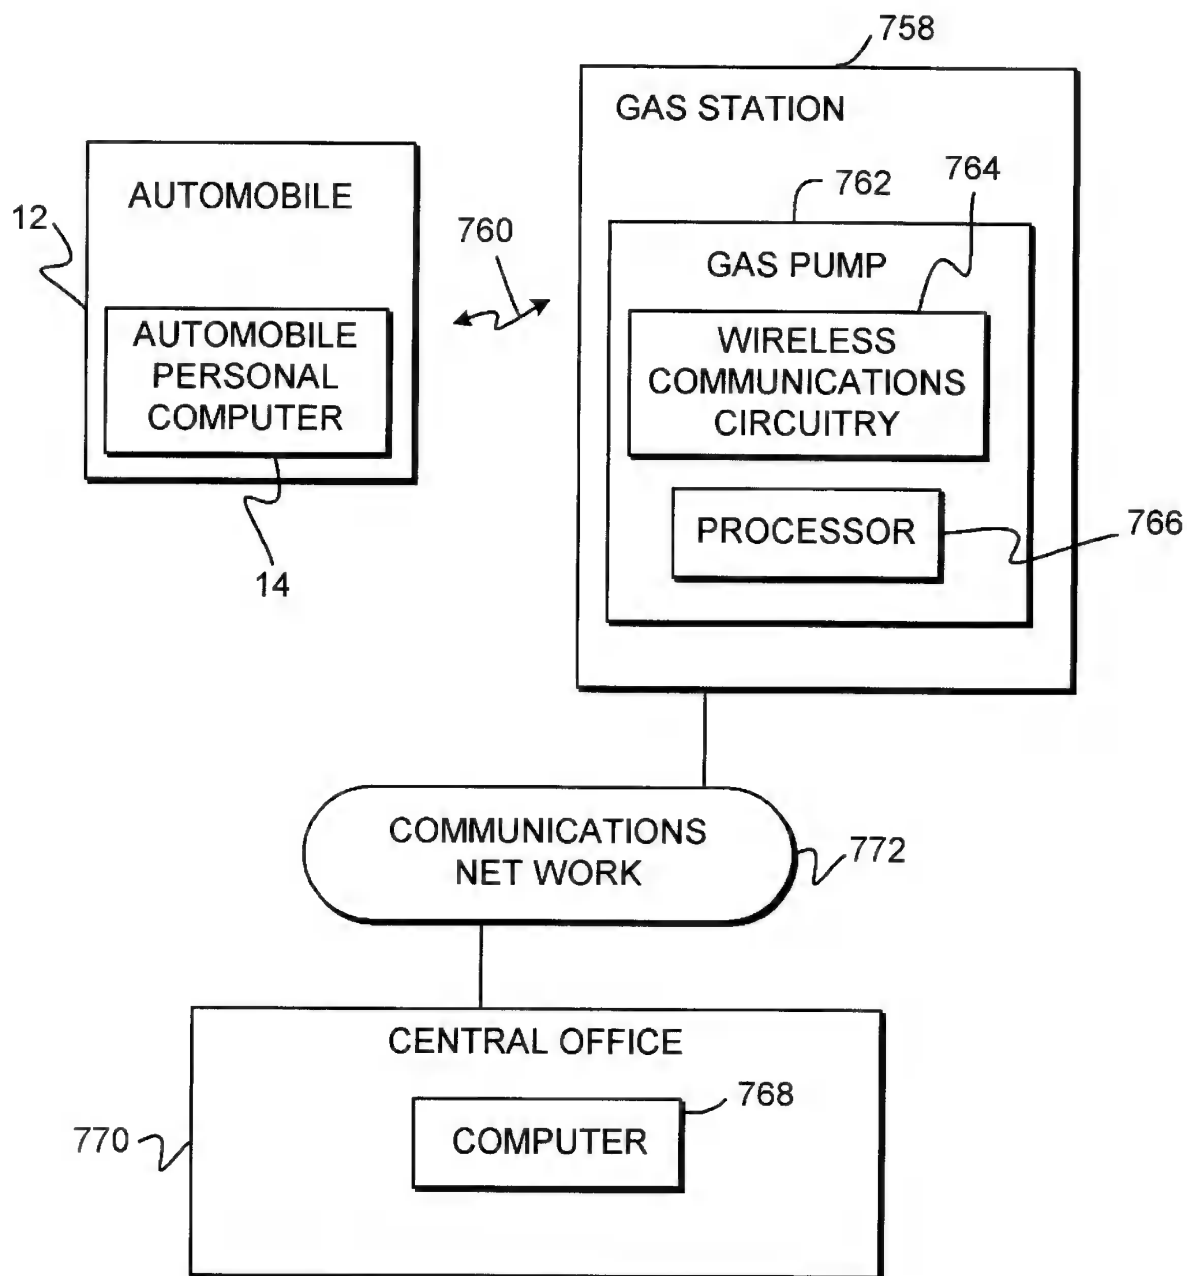 758
GAS STATION
764
762
AUTOMOBILE
12
760
GAS PUMP
AUTOMOBILE
PERSONAL
COMPUTER
WIRELESS
COMMUNICATIONS
CIRCUITRY
PROCESSOR
766
14
COMMUNICATIONS
NET WORK
772
CENTRAL OFFICE
768
COMPUTER
770